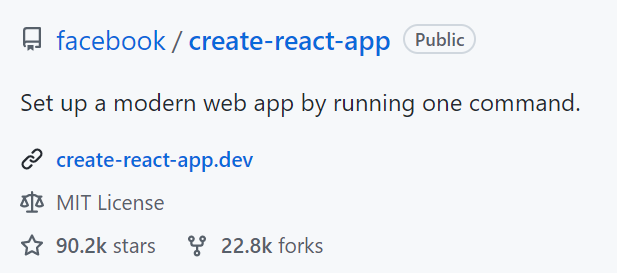 facebook / create-react-app Public
Set up a modern web app by running one command.
create-react-app.dev
MIT License
90.2k stars 22.8k forks